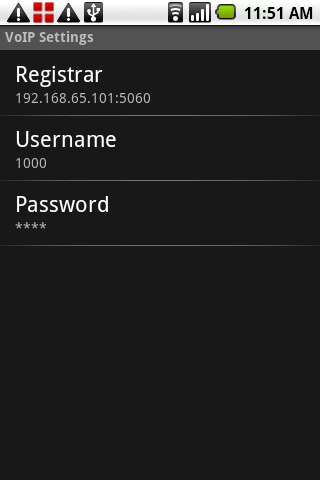 11:51 AM
VoIP Settings
Registrar
192.168.65.101:5060
Username
1000
Password
****